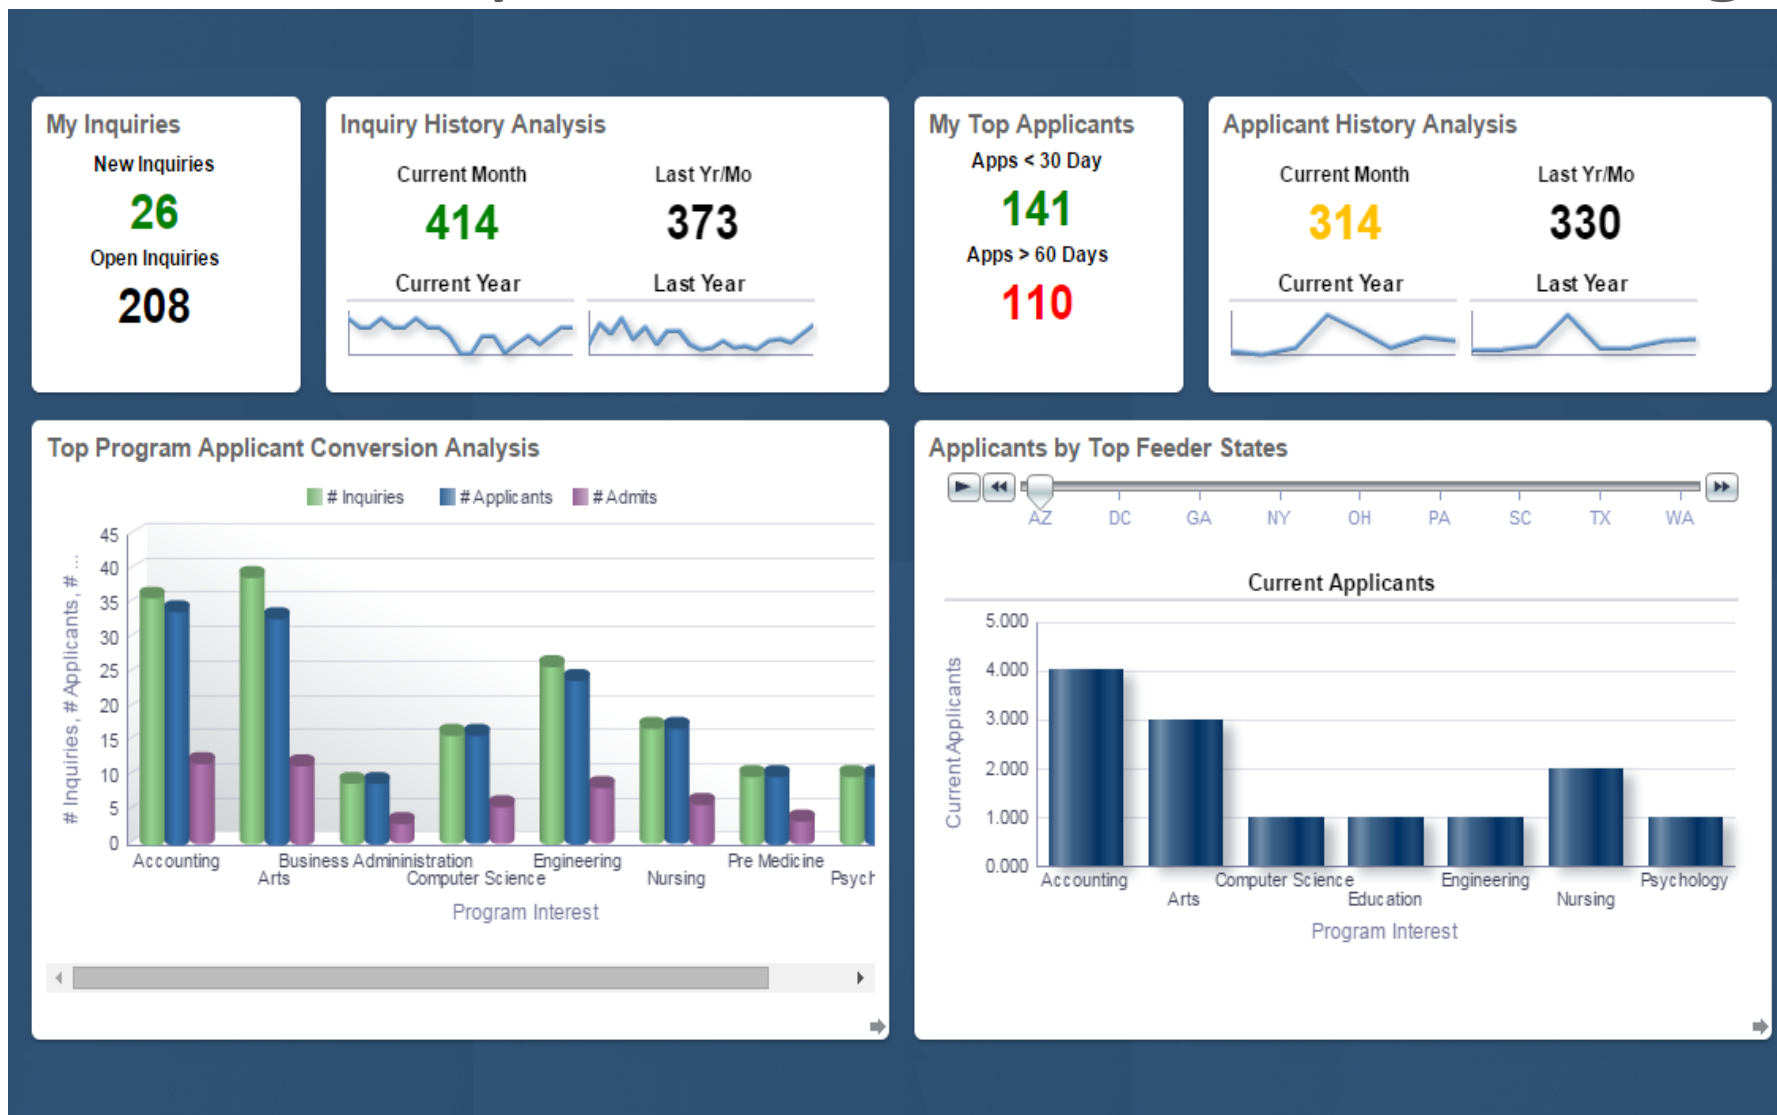 My Inquiries
New Inquiries
26
Open Inquiries
208
Inquiry History Analysis
Current Month Last Yr/Mo
414 373
Current Year Last Year
My Top Applicants
Apps < 30 Day
141
Apps > 60 Days
110
Applicant History Analysis
Current Month Last Yr/Mo
314 330
Current Year Last Year
Top Program Applicant Conversion Analysis
# Inquiries # Applicants # Admits
# Inquiries, # Applicants, # ...
45
40
35
30
25
20
15
10
5
0
Accounting Business Admininistration Engineering Pre Medicine
Arts Computer Science Nursing Psych
Program Interest
Applicants by Top Feeder States
AZ DC GA NY OH PA SC TX WA
Current Applicants
Current Applicants
5.000
4.000
3.000
2.000
1.000
0.000
Accounting Computer Science Engineering Psychology
Arts Education Nursing
Program Interest